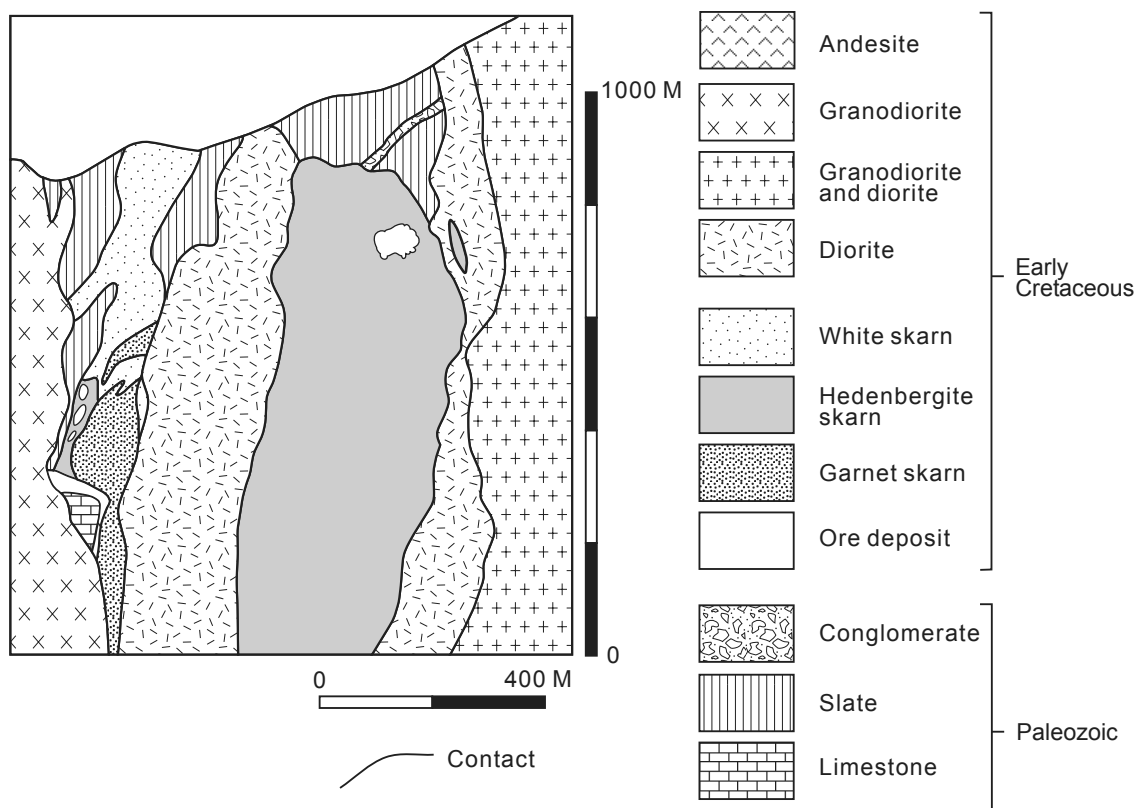 Andesite
Granodiorite
Granodiorite
and diorite
Diorite
White skarn
Hedenbergite
skarn
Garnet skarn
Ore deposit
Early
Cretaceous
Conglomerate
Slate
Limestone
Paleozoic
1000 M
0
0 400 M
Contact